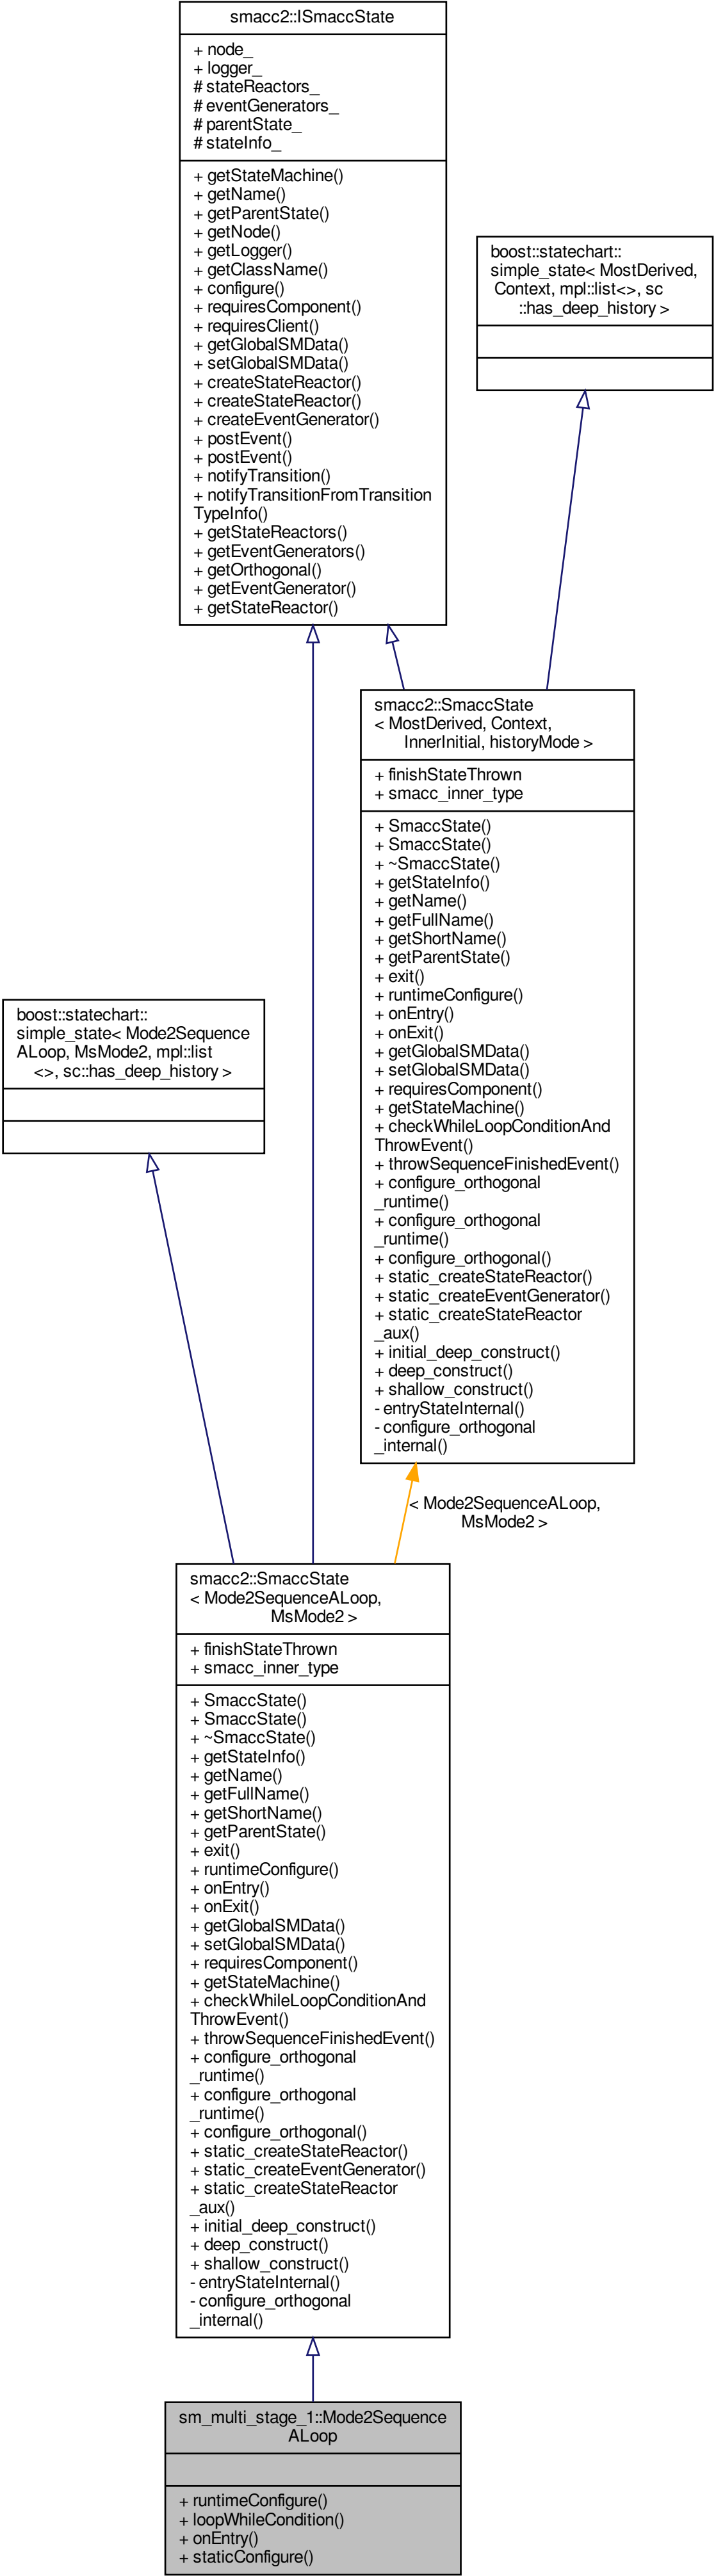 smacc2::ISmaccState
+ node_
+ logger_
# stateReactors_
# eventGenerators_
# parentState_
# stateInfo_
+ getStateMachine()
+ getName()
+ getParentState()
+ getNode()
+ getLogger()
+ getClassName()
+ configure()
+ requiresComponent()
+ requiresClient()
+ getGlobalSMData()
+ setGlobalSMData()
+ createStateReactor()
+ createStateReactor()
+ createEventGenerator()
+ postEvent()
+ postEvent()
+ notifyTransition()
+ notifyTransitionFromTransition
TypeInfo()
+ getStateReactors()
+ getEventGenerators()
+ getOrthogonal()
+ getEventGenerator()
+ getStateReactor()
boost::statechart::
simple_state< MostDerived,
Context, mpl::list<>, sc
::has_deep_history >
smacc2::SmaccState
< MostDerived, Context,
InnerInitial, historyMode >
+ finishStateThrown
+ smacc_inner_type
+ SmaccState()
+ SmaccState()
+ ~SmaccState()
+ getStateInfo()
+ getName()
+ getFullName()
+ getShortName()
+ getParentState()
+ exit()
+ runtimeConfigure()
+ onEntry()
+ onExit()
+ getGlobalSMData()
+ setGlobalSMData()
+ requiresComponent()
+ getStateMachine()
+ checkWhileLoopConditionAnd
ThrowEvent()
+ throwSequenceFinishedEvent()
+ configure_orthogonal
_runtime()
+ configure_orthogonal
_runtime()
+ configure_orthogonal()
+ static_createStateReactor()
+ static_createEventGenerator()
+ static_createStateReactor
_aux()
+ initial_deep_construct()
+ deep_construct()
+ shallow_construct()
- entryStateInternal()
- configure_orthogonal
_internal()
boost::statechart::
simple_state< Mode2Sequence
ALoop, MsMode2, mpl::list
<>, sc::has_deep_history >
< Mode2SequenceALoop,
MsMode2 >
smacc2::SmaccState
< Mode2SequenceALoop,
MsMode2 >
+ finishStateThrown
+ smacc_inner_type
+ SmaccState()
+ SmaccState()
+ ~SmaccState()
+ getStateInfo()
+ getName()
+ getFullName()
+ getShortName()
+ getParentState()
+ exit()
+ runtimeConfigure()
+ onEntry()
+ onExit()
+ getGlobalSMData()
+ setGlobalSMData()
+ requiresComponent()
+ getStateMachine()
+ checkWhileLoopConditionAnd
ThrowEvent()
+ throwSequenceFinishedEvent()
+ configure_orthogonal
_runtime()
+ configure_orthogonal
_runtime()
+ configure_orthogonal()
+ static_createStateReactor()
+ static_createEventGenerator()
+ static_createStateReactor
_aux()
+ initial_deep_construct()
+ deep_construct()
+ shallow_construct()
- entryStateInternal()
- configure_orthogonal
_internal()
sm_multi_stage_1::Mode2Sequence
ALoop
+ runtimeConfigure()
+ loopWhileCondition()
+ onEntry()
+ staticConfigure()